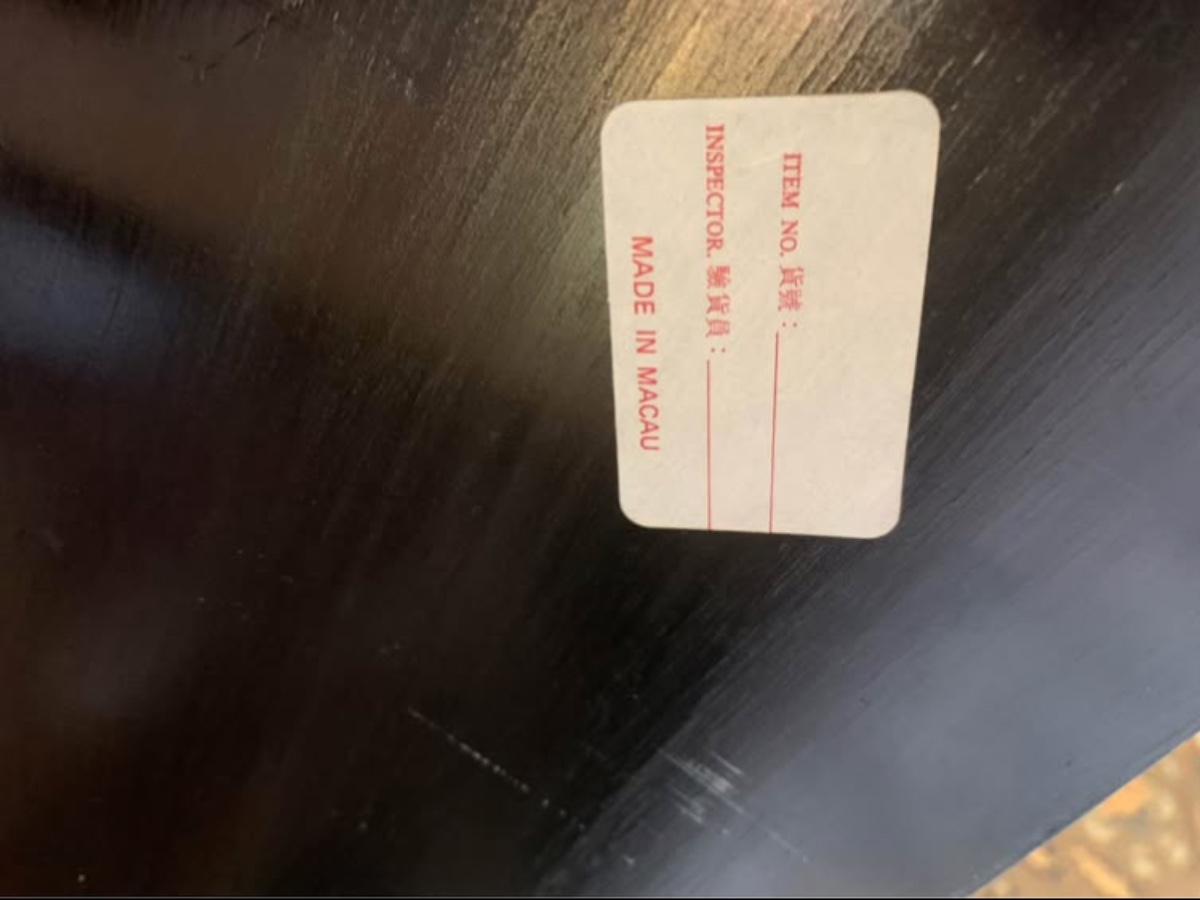 ITEM NO. 貨號：
INSPECTOR. 驗貨員：
MADE IN MACAU